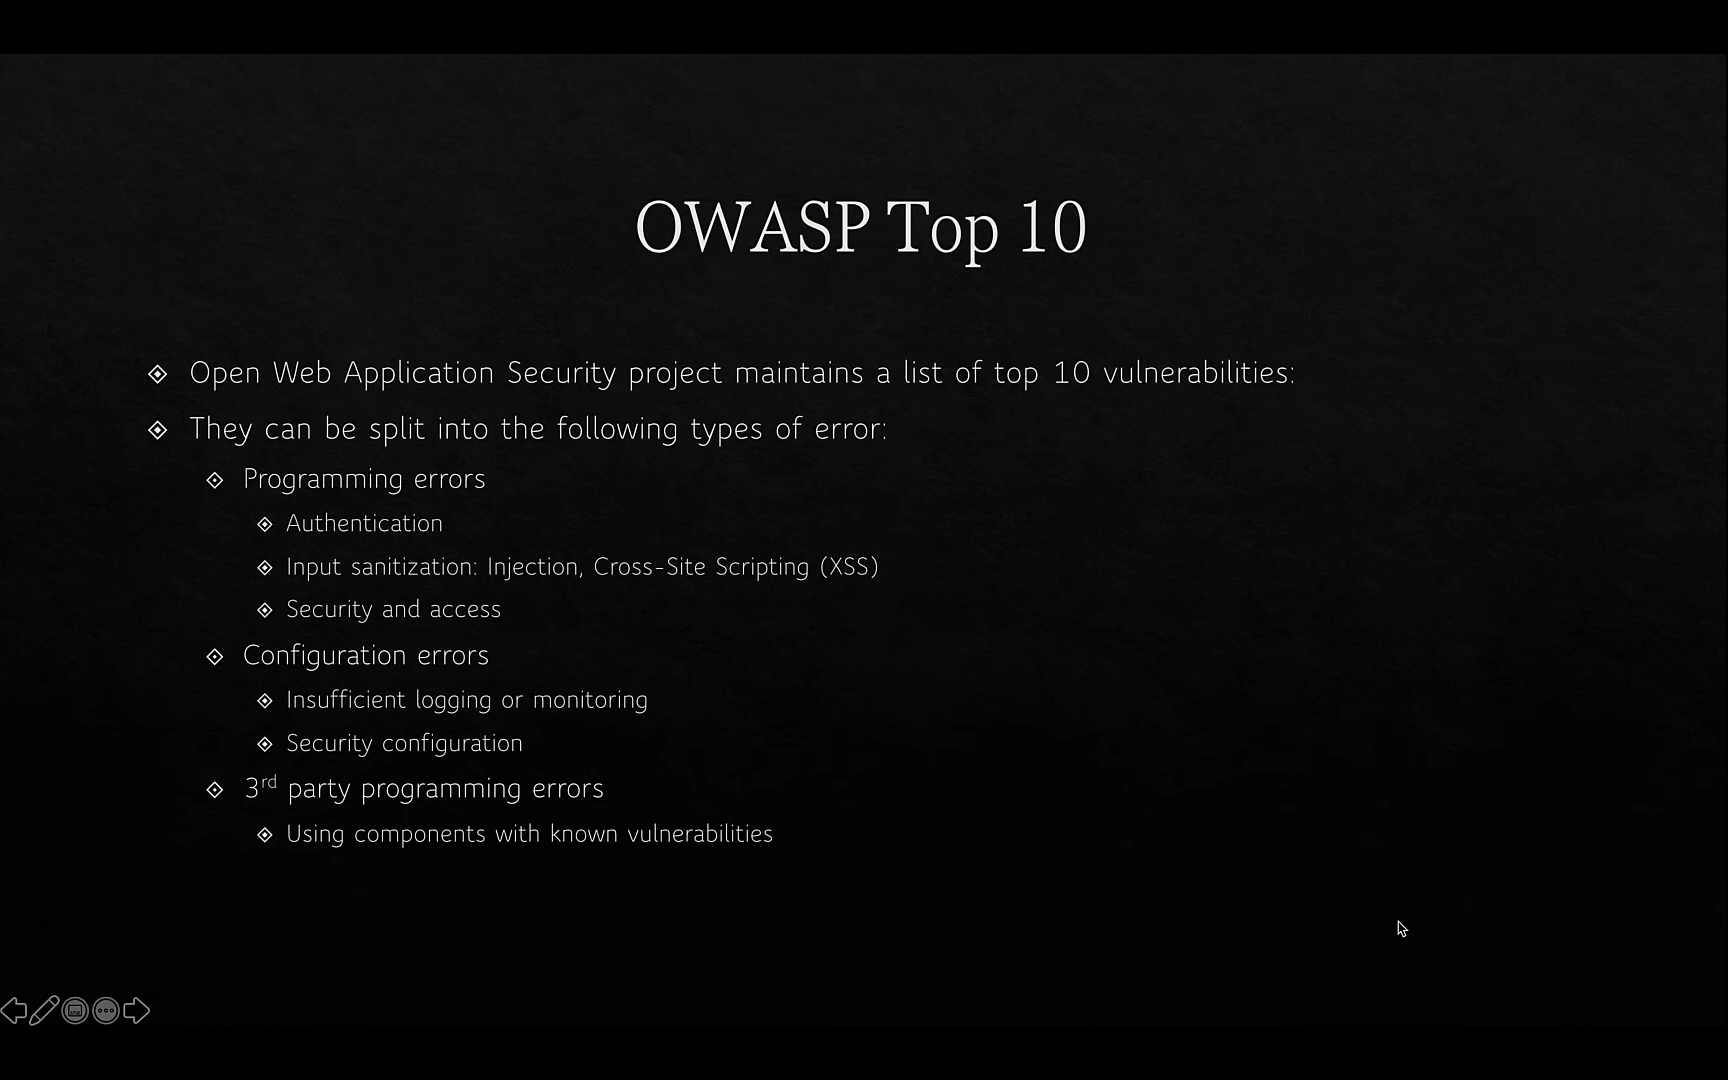 OWASP Top 10
Open Web Application Security project maintains a list of top 10 vulnerabilities:
They can be split into the following types of error:
Programming errors
Authentication
Input sanitization: Injection, Cross-Site Scripting (XSS)
Security and access
Configuration errors
Insufficient logging or monitoring
Security configuration
3rd party programming errors
Using components with known vulnerabilities